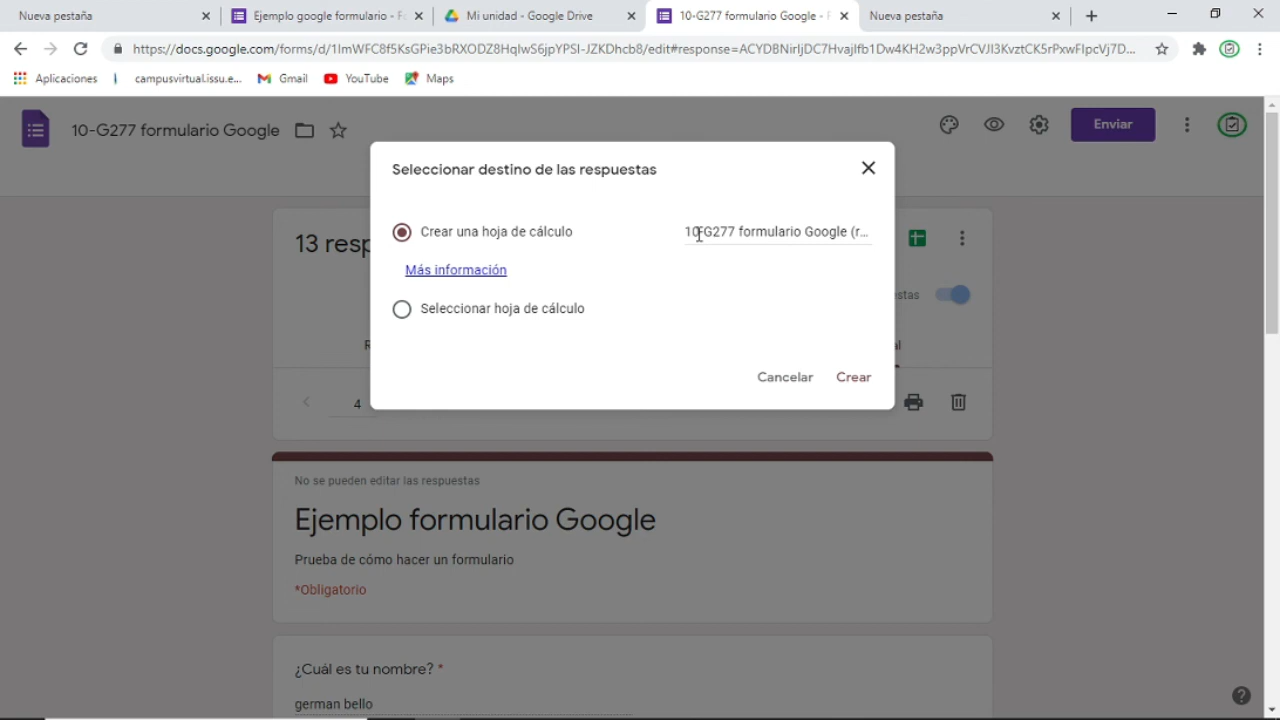 Nueva pestaña
Ejemplo google formulario - F
Mi unidad - Google Drive
10-G277 formulario Google - F
Nueva pestaña
https://docs.google.com/forms/d/1ImWFC8f5KsGPie3bRXODZ8HqIwS6jpYPSI-JZKDhcb8/edit#response=ACYDBNirIjDC7HvajIfb1Dw4KH2w3ppVrCVJI3KvztCK5rPxwFIpcVj7D...
Aplicaciones
campusvirtual.issu.e...
Gmail
YouTube
Maps
10-G277 formulario Google
Enviar
Seleccionar destino de las respuestas
Crear una hoja de cálculo
10-G277 formulario Google (r...
13 resp
Más información
stas
Seleccionar hoja de cálculo
R
al
Cancelar
Crear
4
No se pueden editar las respuestas
Ejemplo formulario Google
Prueba de cómo hacer un formulario
*Obligatorio
¿Cuál es tu nombre? *
german bello